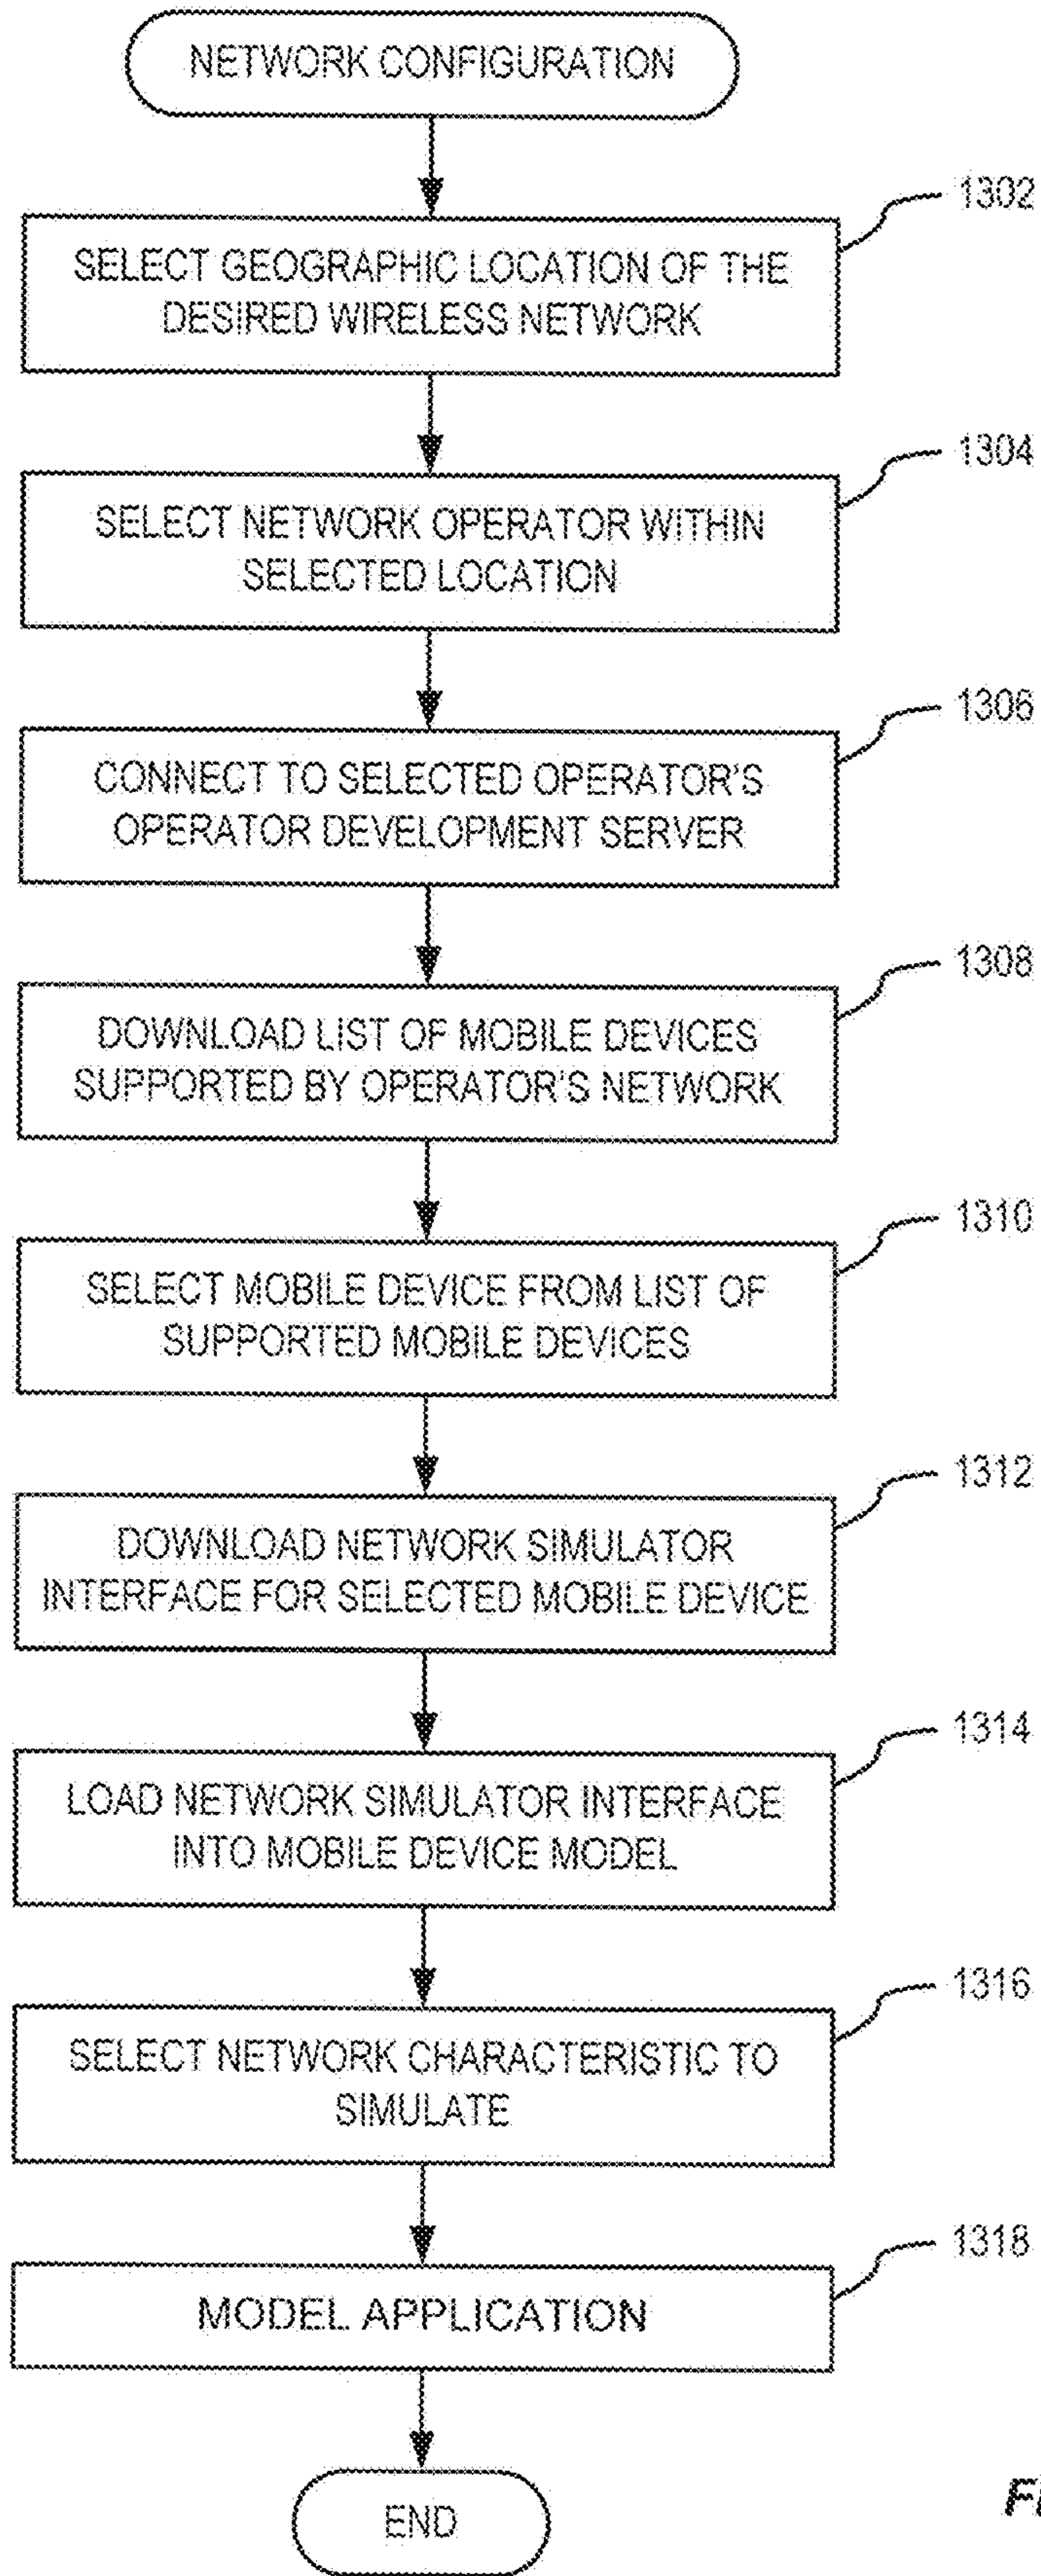 NETWORK CONFIGURATION
1302
SELECT GEOGRAPHIC LOCATION OF THE
DESIRED WIRELESS NETWORK
1304
SELECT NETWORK OPERATOR WITHIN
SELECTED LOCATION
1306
CONNECT TO SELECTED OPERATOR'S
OPERATOR DEVELOPMENT SERVER
1308
DOWNLOAD LIST OF MOBILE DEVICES
SUPPORTED BY OPERATOR'S NETWORK
1310
SELECT MOBILE DEVICE FROM LIST OF
SUPPORTED MOBILE DEVICES
1312
DOWNLOAD NETWORK SIMULATOR
INTERFACE FOR SELECTED MOBILE DEVICE
1314
LOAD NETWORK SIMULATOR INTERFACE
INTO MOBILE DEVICE MODEL
1316
SELECT NETWORK CHARACTERISTIC TO
SIMULATE
1318
MODEL APPLICATION
END